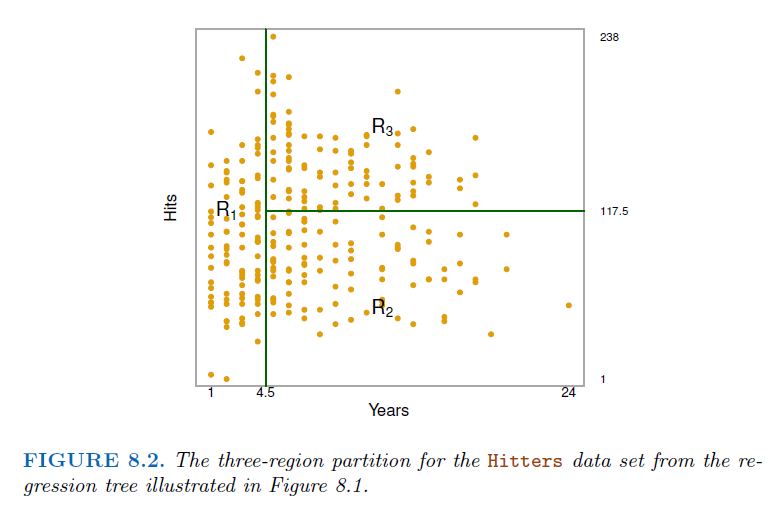 238
R3
Hits
R1
117.5
R2
1
1
4.5
24
Years
FIGURE 8.2. The three-region partition for the Hitters data set from the re-
gression tree illustrated in Figure 8.1.